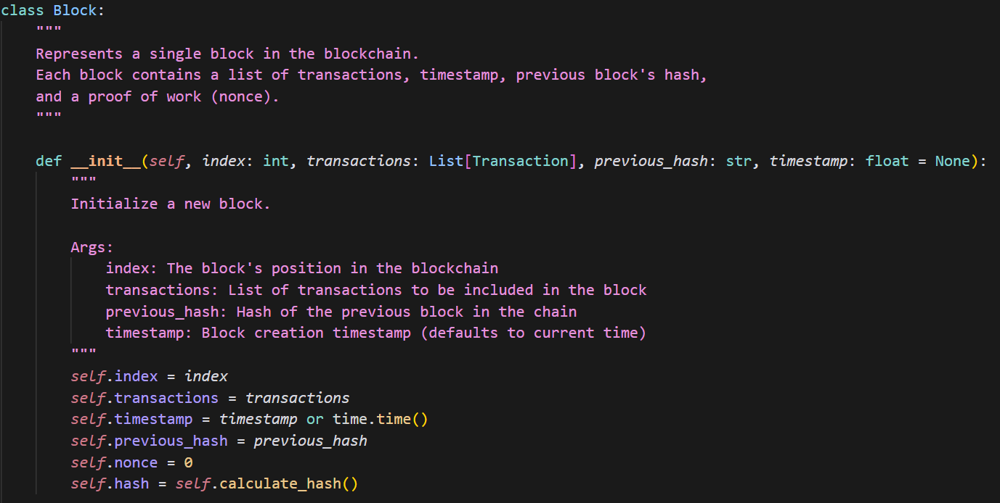 class Block:
    """
    Represents a single block in the blockchain.
    Each block contains a list of transactions, timestamp, previous block's hash,
    and a proof of work (nonce).
    """

    def __init__(self, index: int, transactions: List[Transaction], previous_hash: str, timestamp: float = None):
        """
        Initialize a new block.

        Args:
            index: The block's position in the blockchain
            transactions: List of transactions to be included in the block
            previous_hash: Hash of the previous block in the chain
            timestamp: Block creation timestamp (defaults to current time)
        """
        self.index = index
        self.transactions = transactions
        self.timestamp = timestamp or time.time()
        self.previous_hash = previous_hash
        self.nonce = 0
        self.hash = self.calculate_hash()